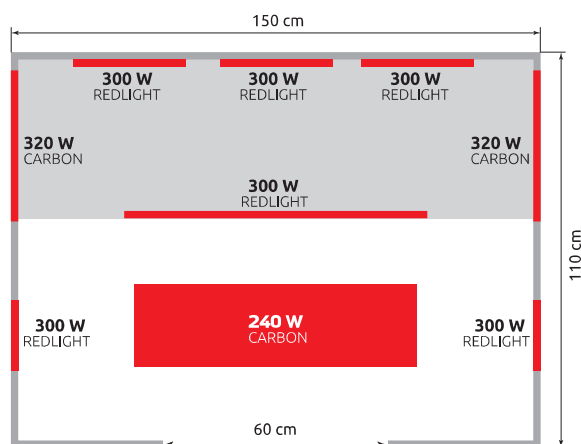 150 cm
300 W
REDLIGHT
300 W
REDLIGHT
300 W
REDLIGHT
320 W
CARBON
320 W
CARBON
300 W
REDLIGHT
110 cm
300 W
REDLIGHT
240 W
CARBON
300 W
REDLIGHT
60 cm